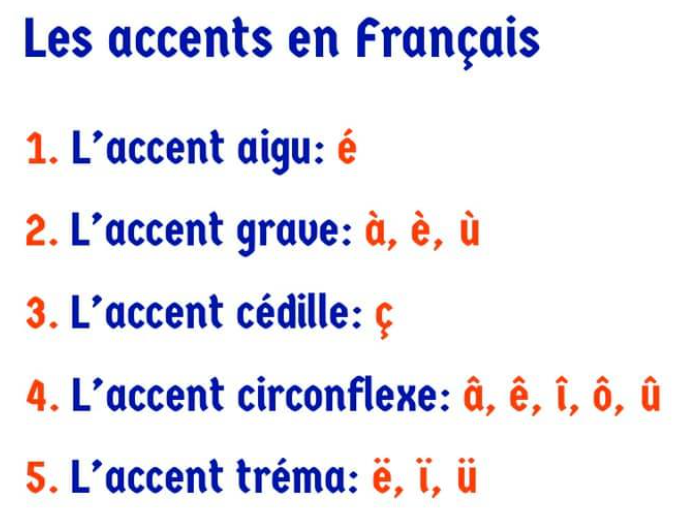 Les accents en Français
1. L’accent aigu: é
2. L’accent grave: à, è, ù
3. L’accent cédille: ç
4. L’accent circonflexe: â, ê, î, ô, û
5. L’accent tréma: ë, ï, ü